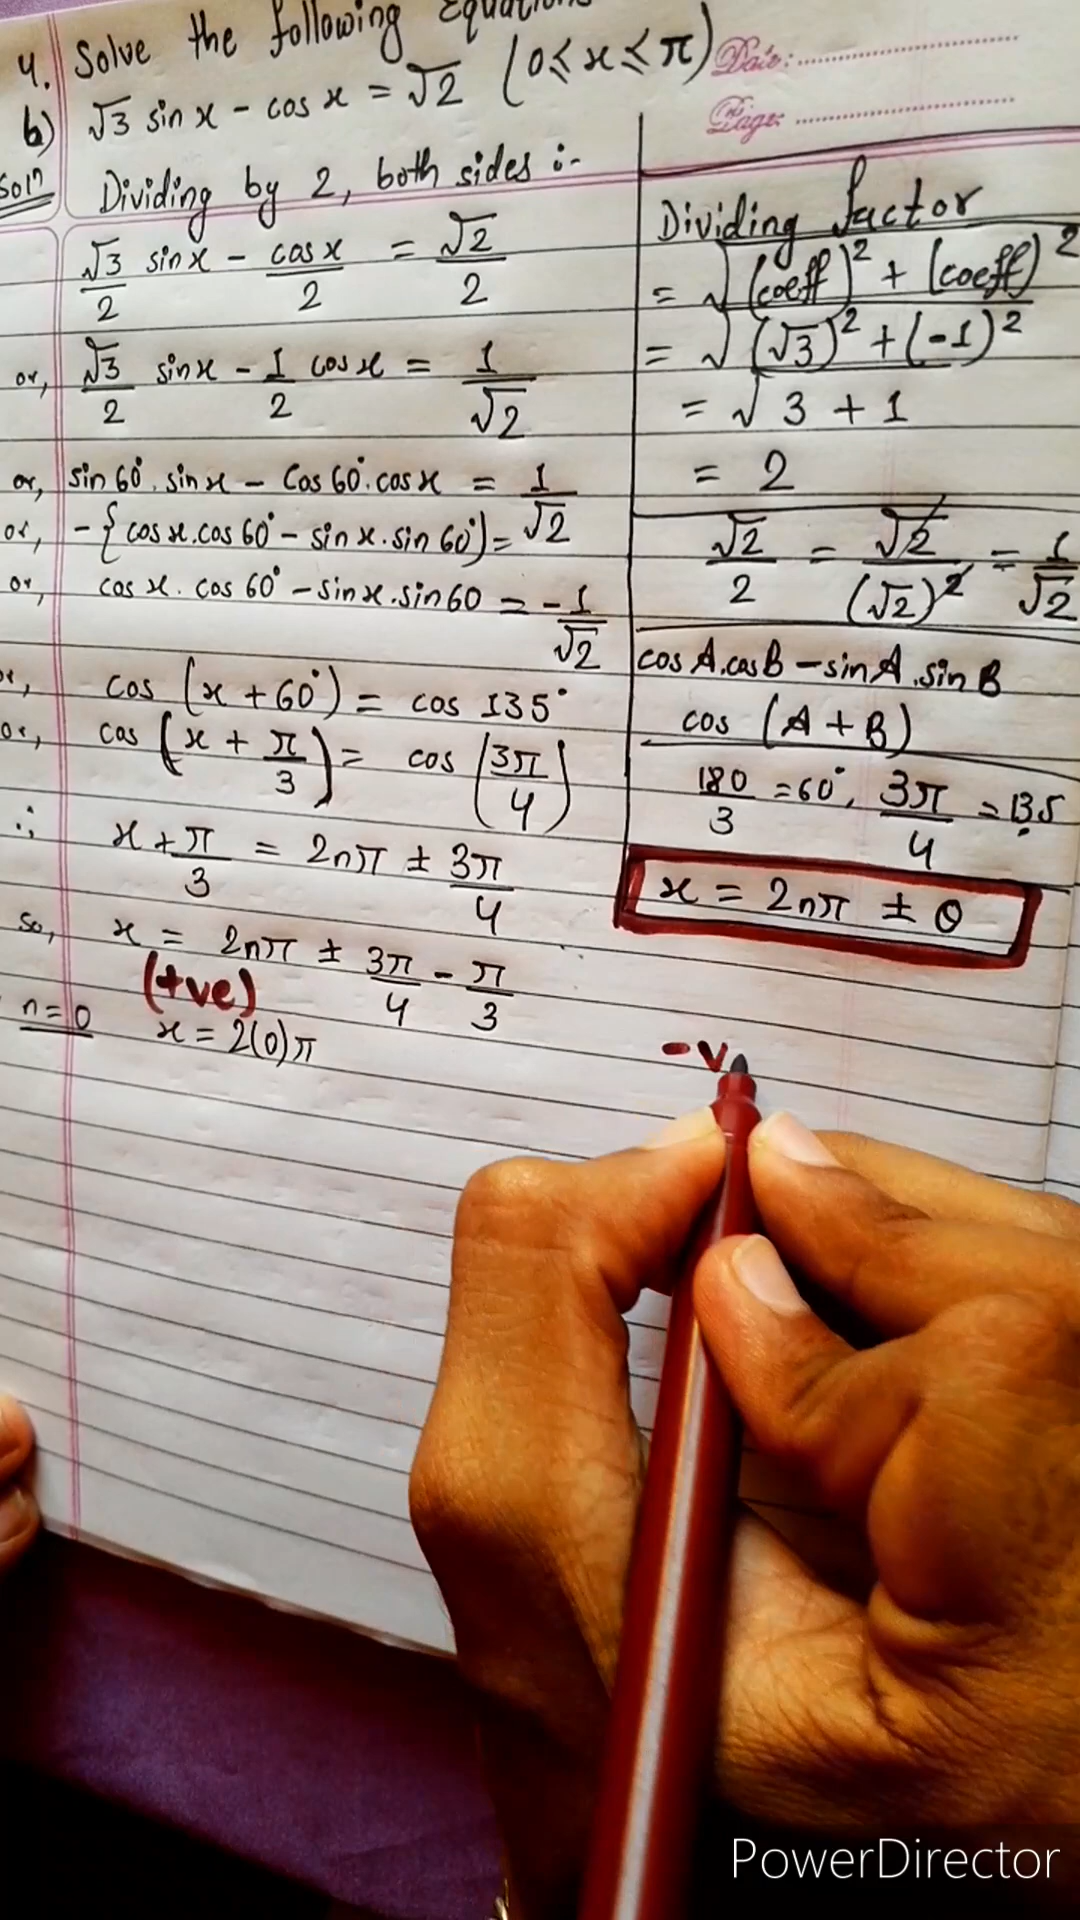 4. Solve the following Equations
b) √3 sin x - cos x = √2 (0 ≤ x ≤ π)
Date: ..............
Page: ..............
Sol^n Dividing by 2, both sides :-
√3/2 sin x - cos x/2 = √2/2
or, √3/2 sin x - 1/2 cos x = 1/√2
or, sin 60°. sin x - Cos 60°. cos x = 1/√2
or, - {cos x. cos 60° - sin x. sin 60°} = 1/√2
or, cos x. cos 60° - sin x. sin 60 = -1/√2
or, cos (x + 60°) = cos 135°
or, cos (x + π/3) = cos (3π/4)
∴ x + π/3 = 2nπ ± 3π/4
so, x = 2nπ ± 3π/4 - π/3
(+ve)
n = 0 x = 2(0)π
Dividing factor
= √(coeff)² + (coeff)²
= √(√3)² + (-1)²
= √3 + 1
= 2
√2/2 = √2/(√2)² = 1/√2
cos A. cos B - sin A. sin B
cos (A + B)
180/3 = 60°, 3π/4 = 135
x = 2nπ ± θ
-v
PowerDirector